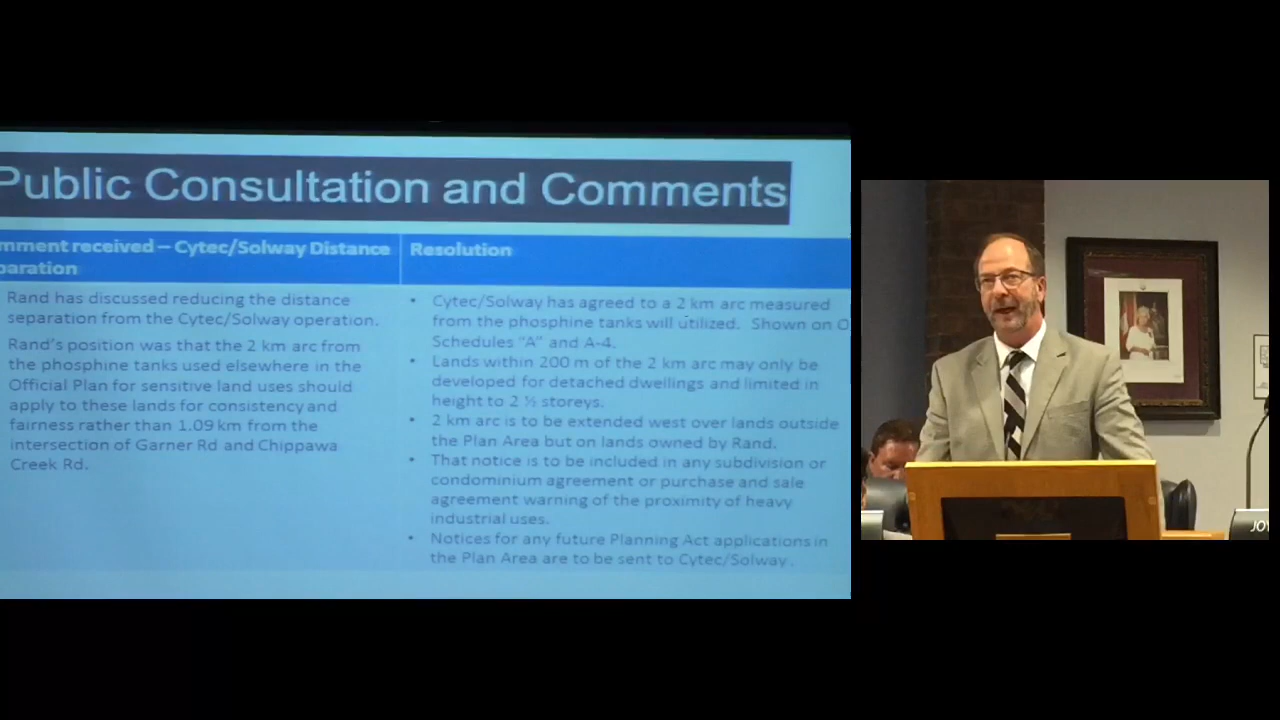 Public Consultation and Comments
mment received – Cytec/Solway Distance
paration
Rand has discussed reducing the distance
separation from the Cytec/Solway operation.
Rand's position was that the 2 km arc from
the phosphine tanks used elsewhere in the
Official Plan for sensitive land uses should
apply to these lands for consistency and
fairness rather than 1.09 km from the
intersection of Garner Rd and Chippawa
Creek Rd.
Resolution
• Cytec/Solway has agreed to a 2 km arc measured
from the phosphine tanks will utilized. Shown on O
Schedules "A" and A-4.
• Lands within 200 m of the 2 km arc may only be
developed for detached dwellings and limited in
height to 2 ½ storeys.
• 2 km arc is to be extended west over lands outside
the Plan Area but on lands owned by Rand.
• That notice is to be included in any subdivision or
condominium agreement or purchase and sale
agreement warning of the proximity of heavy
industrial uses.
• Notices for any future Planning Act applications in
the Plan Area are to be sent to Cytec/Solway.
JOY